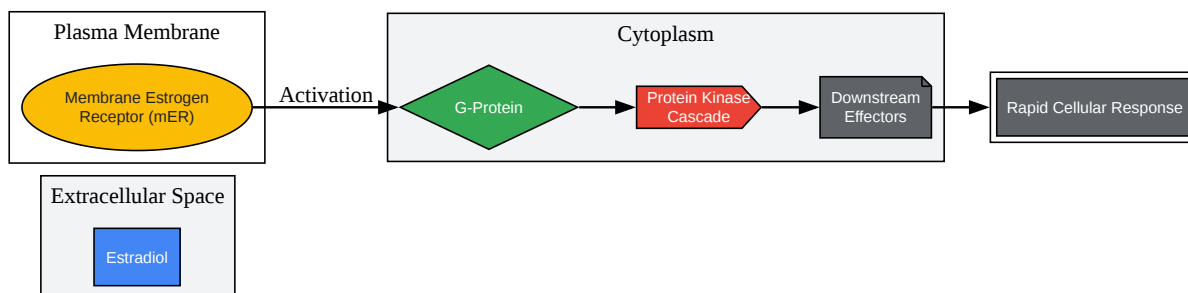 Plasma Membrane
Membrane Estrogen
Receptor (mER)
Activation
Cytoplasm
G-Protein
Protein Kinase
Cascade
Downstream
Effectors
Rapid Cellular Response
Extracellular Space
Estradiol